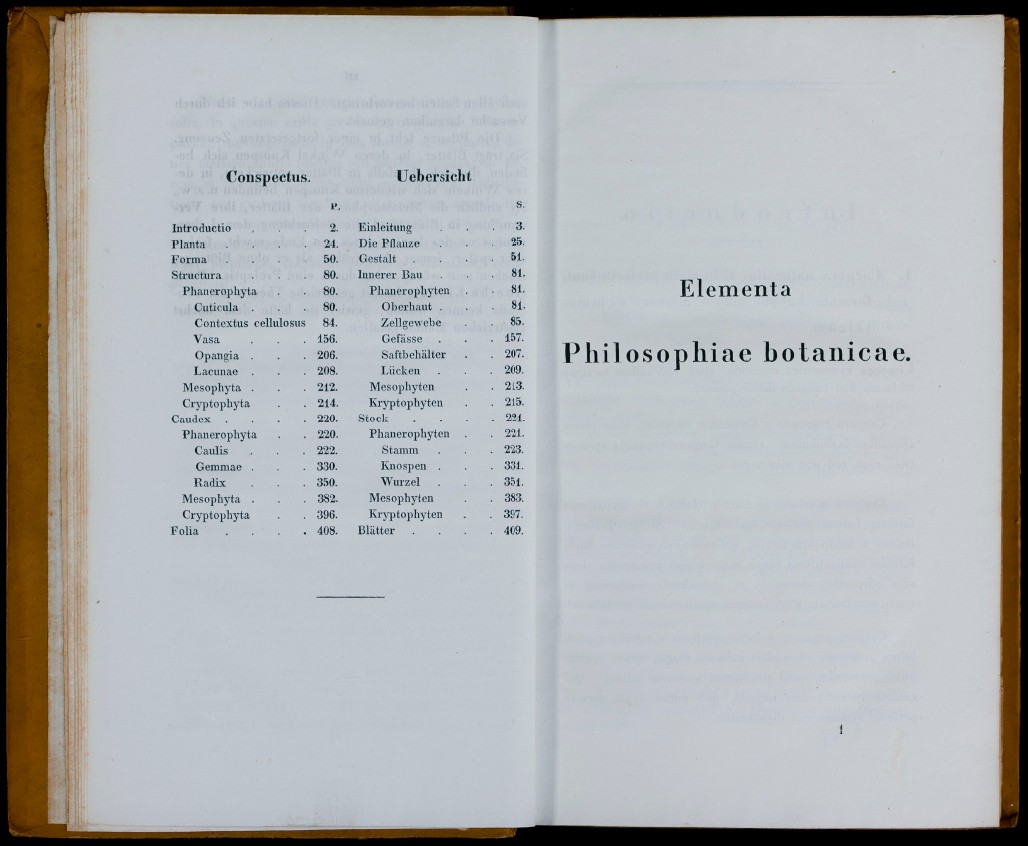 Conspectus. Uebersicht
P. S.
Introductio . . 2. Einleitung . . . 3.
Planta . . . . 24. Die Pflanze . . . 25.
Forma . . . . 50. Gestalt . . . 51.
Structura . . . 80. Innerer Bau . . . 81.
Phanerophyta . . 80. Phanerophyten . . 81.
Cuticula . . . 80. Oberhaut . . . 81.
Contextus cellulosus 84. Zellgewebe . . 85.
Vasa . . . 156. Gefässe . . . 157.
Opangia . . . 206. Saftbehälter . . 207.
Lacunae . . . 208. Lücken . . . 209.
Mesophyta . . . 212. Mesophyten . . 213.
Cryptophyta . . 214. Kryptophyten . . 215.
Caudex . . . . 220. Stock . . . . 221.
Phanerophyta . . 220. Phanerophyten . . 221.
Caulis . . . 222. Stamm . . . 223.
Gemmae . . . 330. Knospen . . . 331.
Radix . . . 350. Wurzel . . . 351.
Mesophyta . . . 382. Mesophyten . . 383.
Cryptophyta . . 396. Kryptophyten . . 397.
Folia . . . . 408. Blätter . . . . 409.
Elementa
Philosophiae botanicae.
1